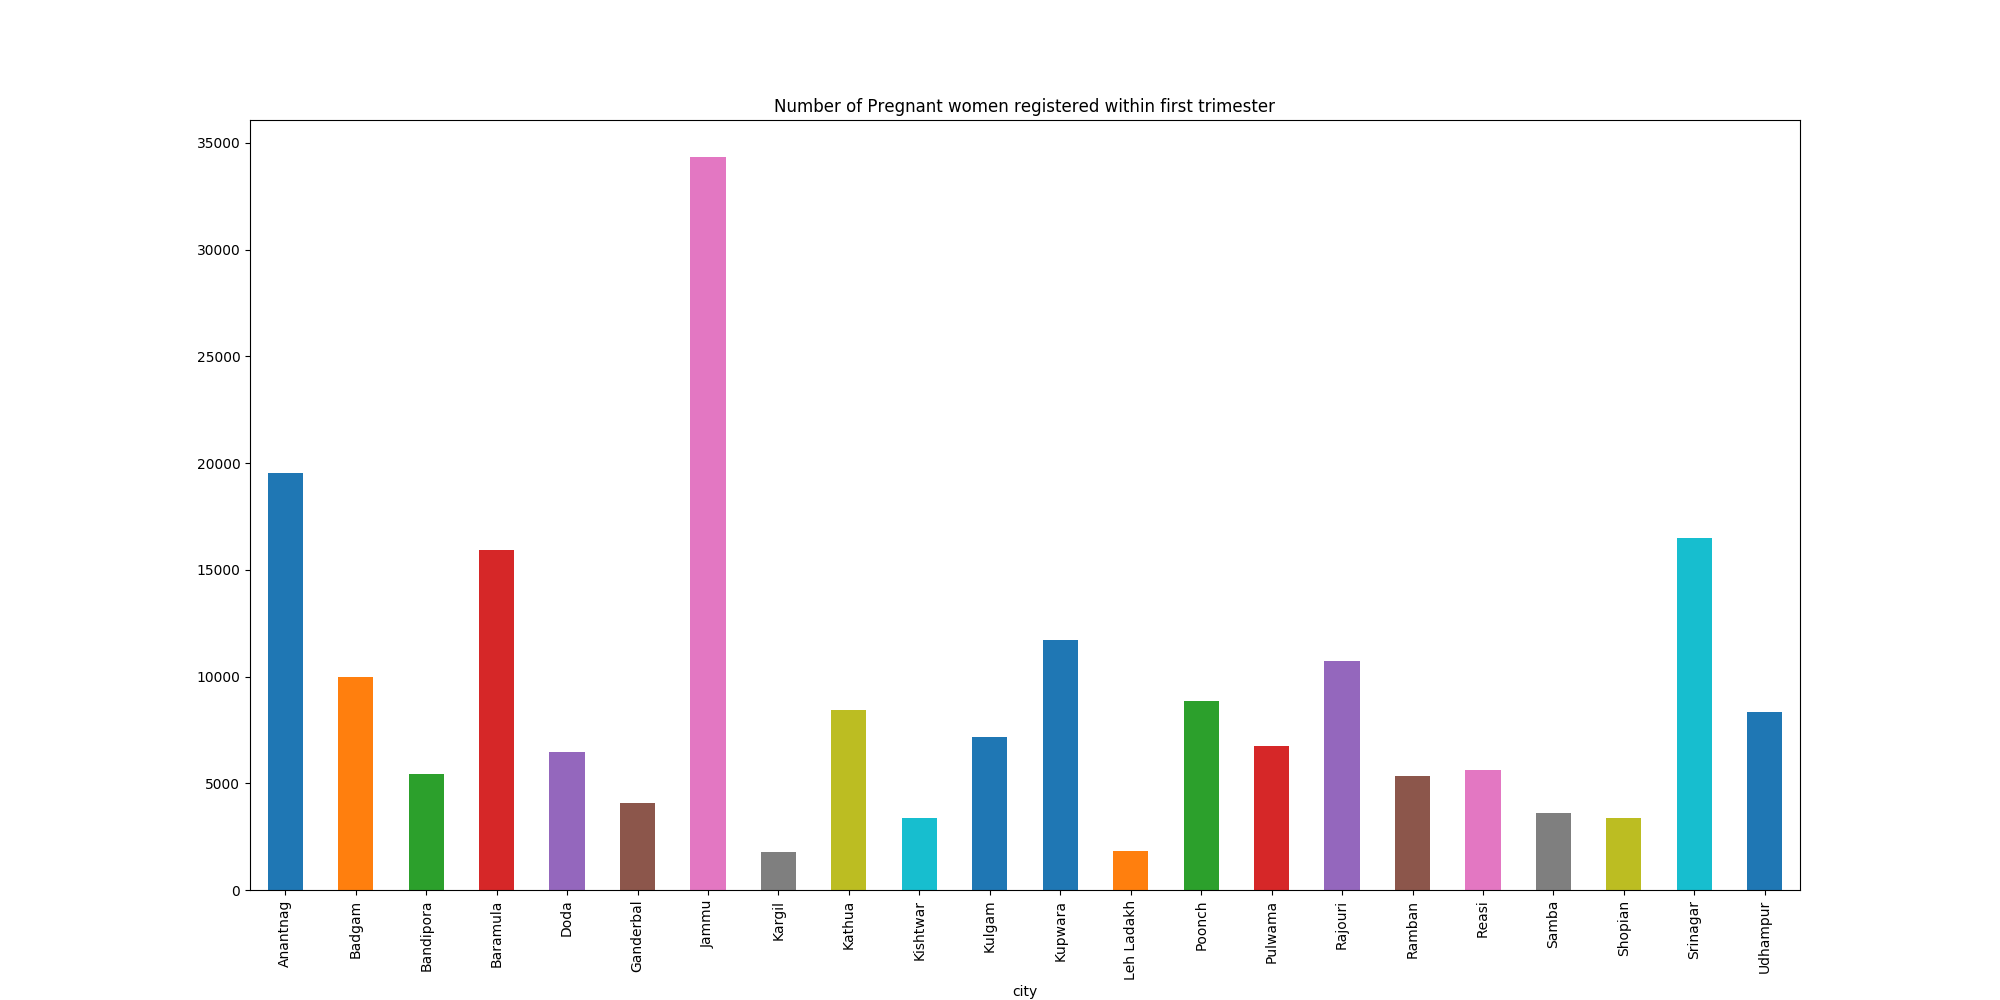 Number of Pregnant women registered within first trimester
35000
30000
25000
20000
15000
10000
5000
0
Anantnag
Badgam
Bandipora
Baramula
Doda
Ganderbal
Jammu
Kargil
Kathua
Kishtwar
Kulgam
Kupwara
Leh Ladakh
Poonch
Pulwama
Rajouri
Ramban
Reasi
Samba
Shopian
Srinagar
Udhampur
city